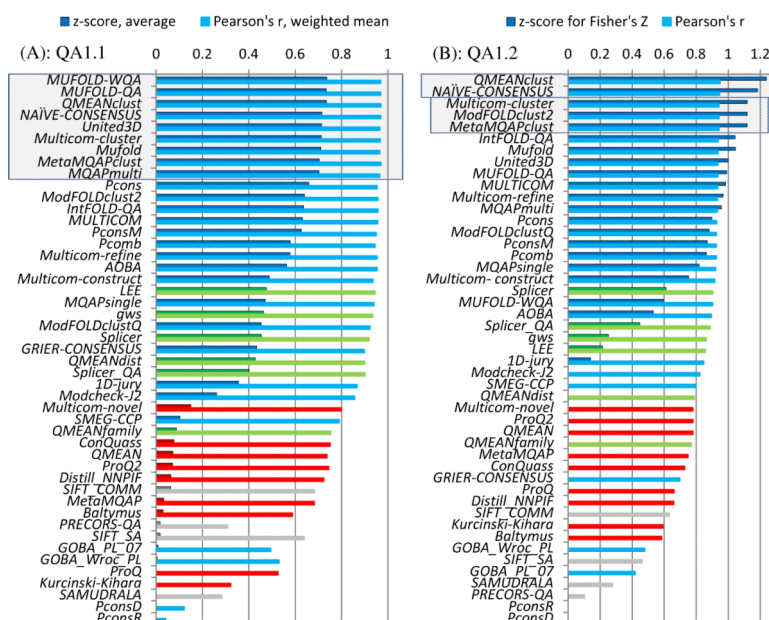 z-score, average Pearson's r, weighted mean
(A): QA1.1
0 0.2 0.4 0.6 0.8 1
MUFOLD-WQA
MUFOLD-QA
QMEANclust
NAÏVE-CONSENSUS
United3D
Multicom-cluster
Mufold
MetaMQAPclust
MQAPmulti
Pcons
ModFOLDclust2
IntFOLD-QA
MULTICOM
PconsM
Pcomb
Multicom-refine
AOBA
Multicom-construct
LEE
MQAPsingle
gws
ModFOLDclustQ
Splicer
GRIER-CONSENSUS
QMEANdist
Splicer_QA
1D-jury
Modcheck-J2
Multicom-novel
SMEG-CCP
QMEANfamily
ConQuass
QMEAN
ProQ2
Distill_NNPIF
SIFT_COMM
MetaMQAP
Baltymus
PRECORS-QA
SIFT_SA
GOBA_PL_07
GOBA_Wroc_PL
ProQ
Kurcinski-Kihara
SAMUDRALA
PconsD
PconsR
z-score for Fisher's Z Pearson's r
(B): QA1.2
0 0.2 0.4 0.6 0.8 1 1.2
QMEANclust
NAÏVE-CONSENSUS
Multicom-cluster
ModFOLDclust2
MetaMQAPclust
IntFOLD-QA
Mufold
United3D
MUFOLD-QA
MULTICOM
Multicom-refine
MQAPmulti
Pcons
ModFOLDclustQ
PconsM
Pcomb
MQAPsingle
Multicom- construct
Splicer
MUFOLD-WQA
AOBA
Splicer_QA
gws
LEE
1D-jury
Modcheck-J2
SMEG-CCP
QMEANdist
Multicom-novel
ProQ2
QMEAN
QMEANfamily
MetaMQAP
ConQuass
GRIER-CONSENSUS
ProQ
Distill_NNPIF
SIFT_COMM
Kurcinski-Kihara
Baltymus
GOBA_Wroc_PL
SIFT_SA
GOBA_PL_07
SAMUDRALA
PRECORS-QA
PconsR
PconsD